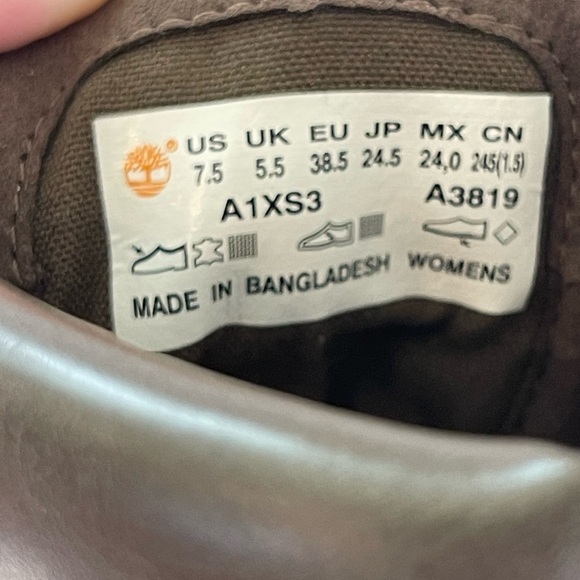 ® US UK EU JP MX CN
7.5 5.5 38.5 24.5 24,0 245(1.5)
A1XS3 A3819
MADE IN BANGLADESH WOMENS